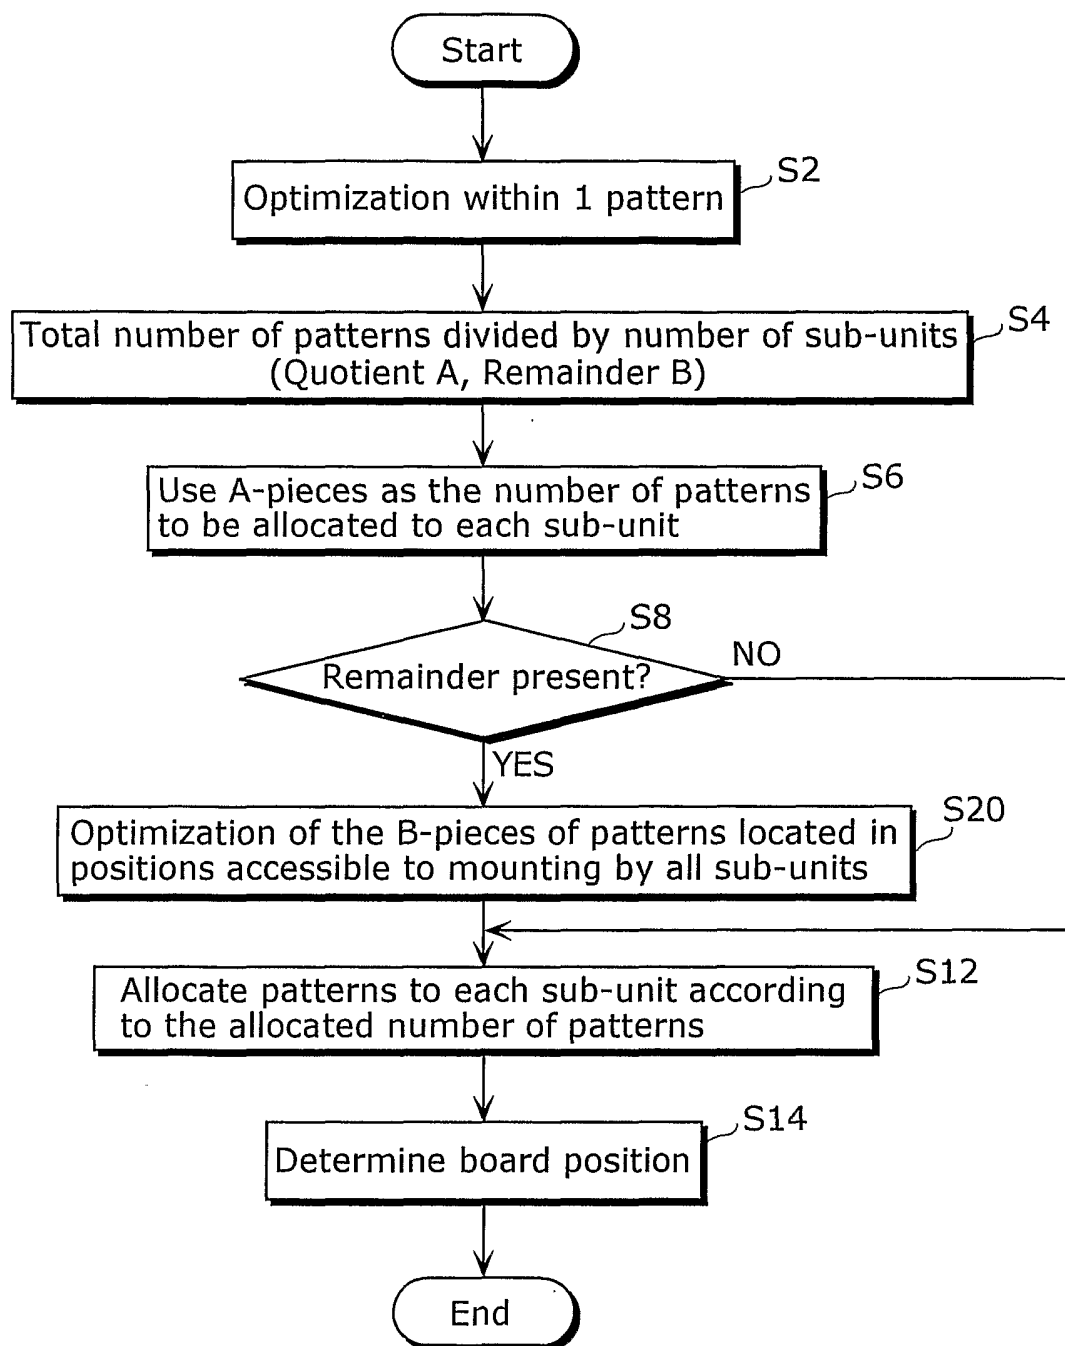 Start
Optimization within 1 pattern
S2
Total number of patterns divided by number of sub-units
(Quotient A, Remainder B)
S4
Use A-pieces as the number of patterns
to be allocated to each sub-unit
S6
S8
Remainder present?
NO
YES
Optimization of the B-pieces of patterns located in
positions accessible to mounting by all sub-units
S20
Allocate patterns to each sub-unit according
to the allocated number of patterns
S12
Determine board position
S14
End